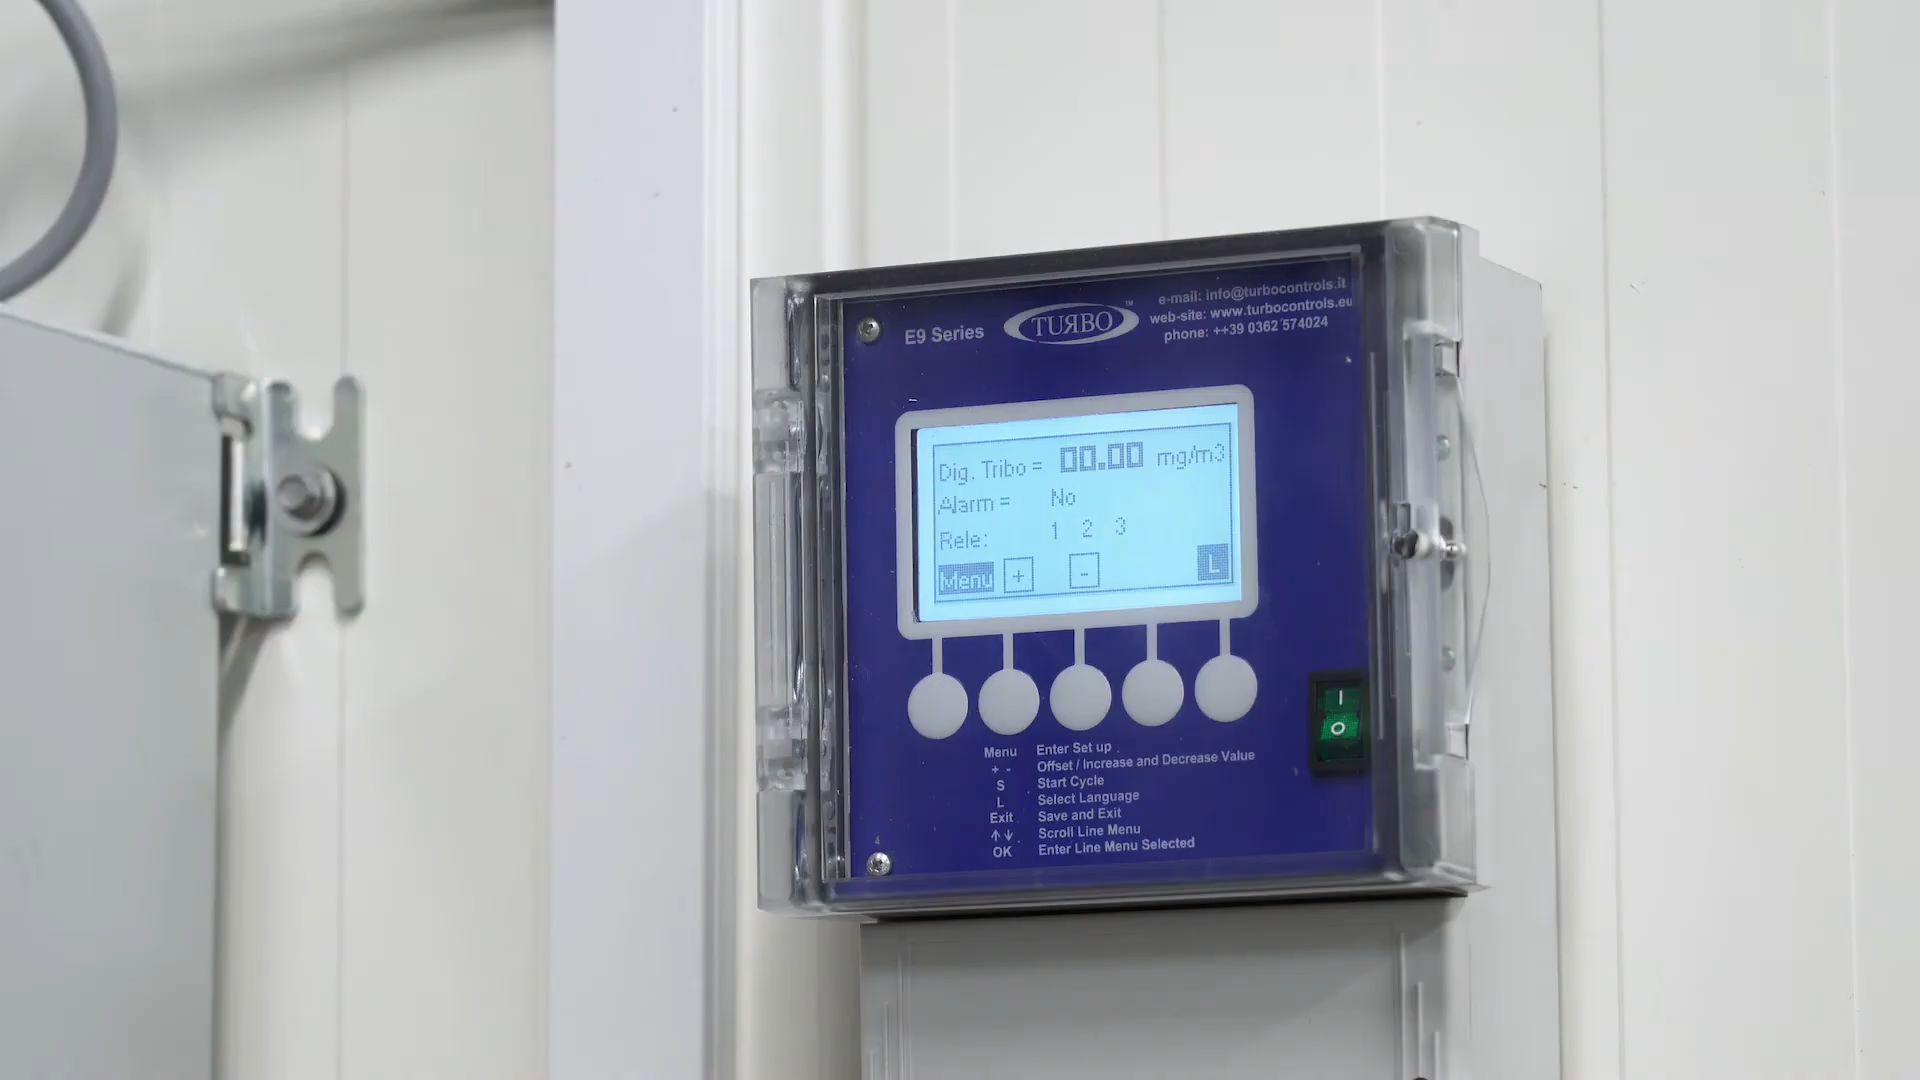 E9 Series
TURBO™
e-mail: info@turbocontrols.it
web-site: www.turbocontrols.eu
phone: ++39 0362 574024
Dig. Tribo = 00.00 mg/m3
Alarm = No
Rele: 1 2 3
Menu + - L
I
O
Menu Enter Set up
+ - Offset / Increase and Decrease Value
S Start Cycle
L Select Language
Exit Save and Exit
↑↓ Scroll Line Menu
OK Enter Line Menu Selected